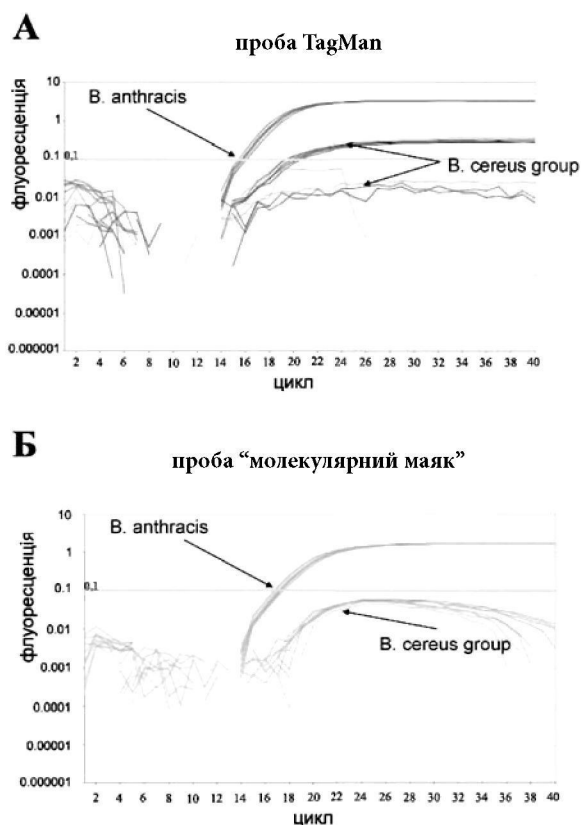 А
проба TagMan
флуоресценція
10
1
0.1
0.01
0.001
0.0001
0.00001
0.000001
0,1
B. anthracis
B. cereus group
2 4 6 8 10 12 14 16 18 20 22 24 26 28 30 32 34 36 38 40
цикл
Б
проба “молекулярний маяк”
флуоресценція
10
1
0.1
0.01
0.001
0.0001
0.00001
0.000001
0,1
B. anthracis
B. cereus group
2 4 6 8 10 12 14 16 18 20 22 24 26 28 30 32 34 36 38 40
цикл